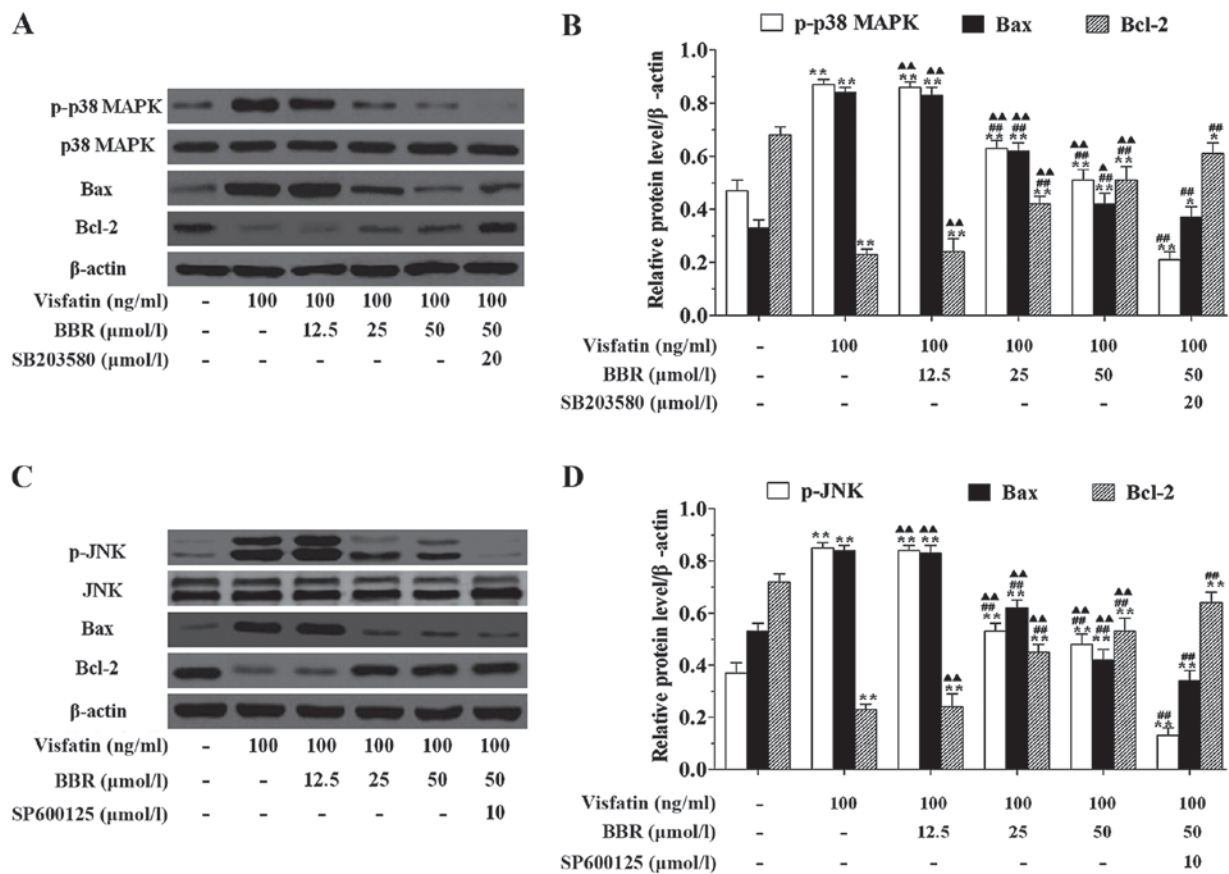 A
p-p38 MAPK
p38 MAPK
Bax
Bcl-2
β-actin
Visfatin (ng/ml) - 100 100 100 100 100
BBR (μmol/l) - - 12.5 25 50 50
SB203580 (μmol/l) - - - - - 20
B
p-p38 MAPK Bax Bcl-2
Relative protein level/β -actin
1.0
0.8
0.6
0.4
0.2
0.0
** ** ** ▲▲ ** ▲▲ ** ▲▲ ** ▲▲
▲▲ ## ** ▲▲ ## ** ▲▲ ## **
▲▲ ## ** ▲ ## ** ▲▲ ## **
## ** ## * ## *
Visfatin (ng/ml) - 100 100 100 100 100
BBR (μmol/l) - - 12.5 25 50 50
SB203580 (μmol/l) - - - - - 20
C
p-JNK
JNK
Bax
Bcl-2
β-actin
Visfatin (ng/ml) - 100 100 100 100 100
BBR (μmol/l) - - 12.5 25 50 50
SP600125 (μmol/l) - - - - - 10
D
p-JNK Bax Bcl-2
Relative protein level/β -actin
1.0
0.8
0.6
0.4
0.2
0.0
** ** ** ▲▲ ** ▲▲ ** ▲▲ **
▲▲ ## ** ▲▲ ## ** ▲▲ ## **
▲▲ ## ** ▲▲ ## ** ▲▲ ## **
## ** ## ** ## **
Visfatin (ng/ml) - 100 100 100 100 100
BBR (μmol/l) - - 12.5 25 50 50
SP600125 (μmol/l) - - - - - 10